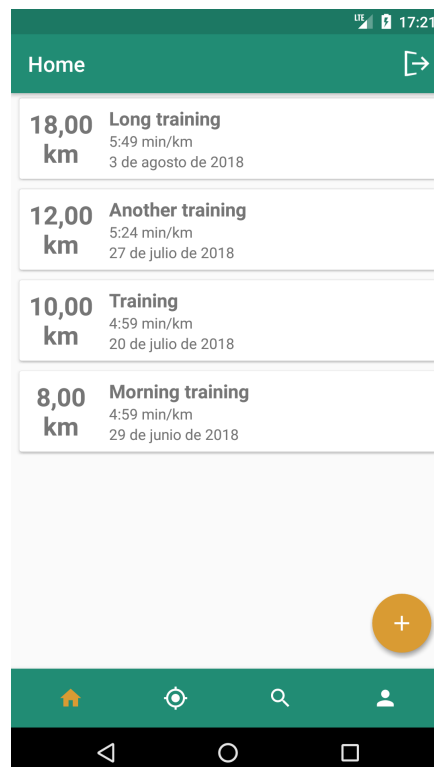 LTE 17:21
Home
18,00 km
Long training
5:49 min/km
3 de agosto de 2018
12,00 km
Another training
5:24 min/km
27 de julio de 2018
10,00 km
Training
4:59 min/km
20 de julio de 2018
8,00 km
Morning training
4:59 min/km
29 de junio de 2018